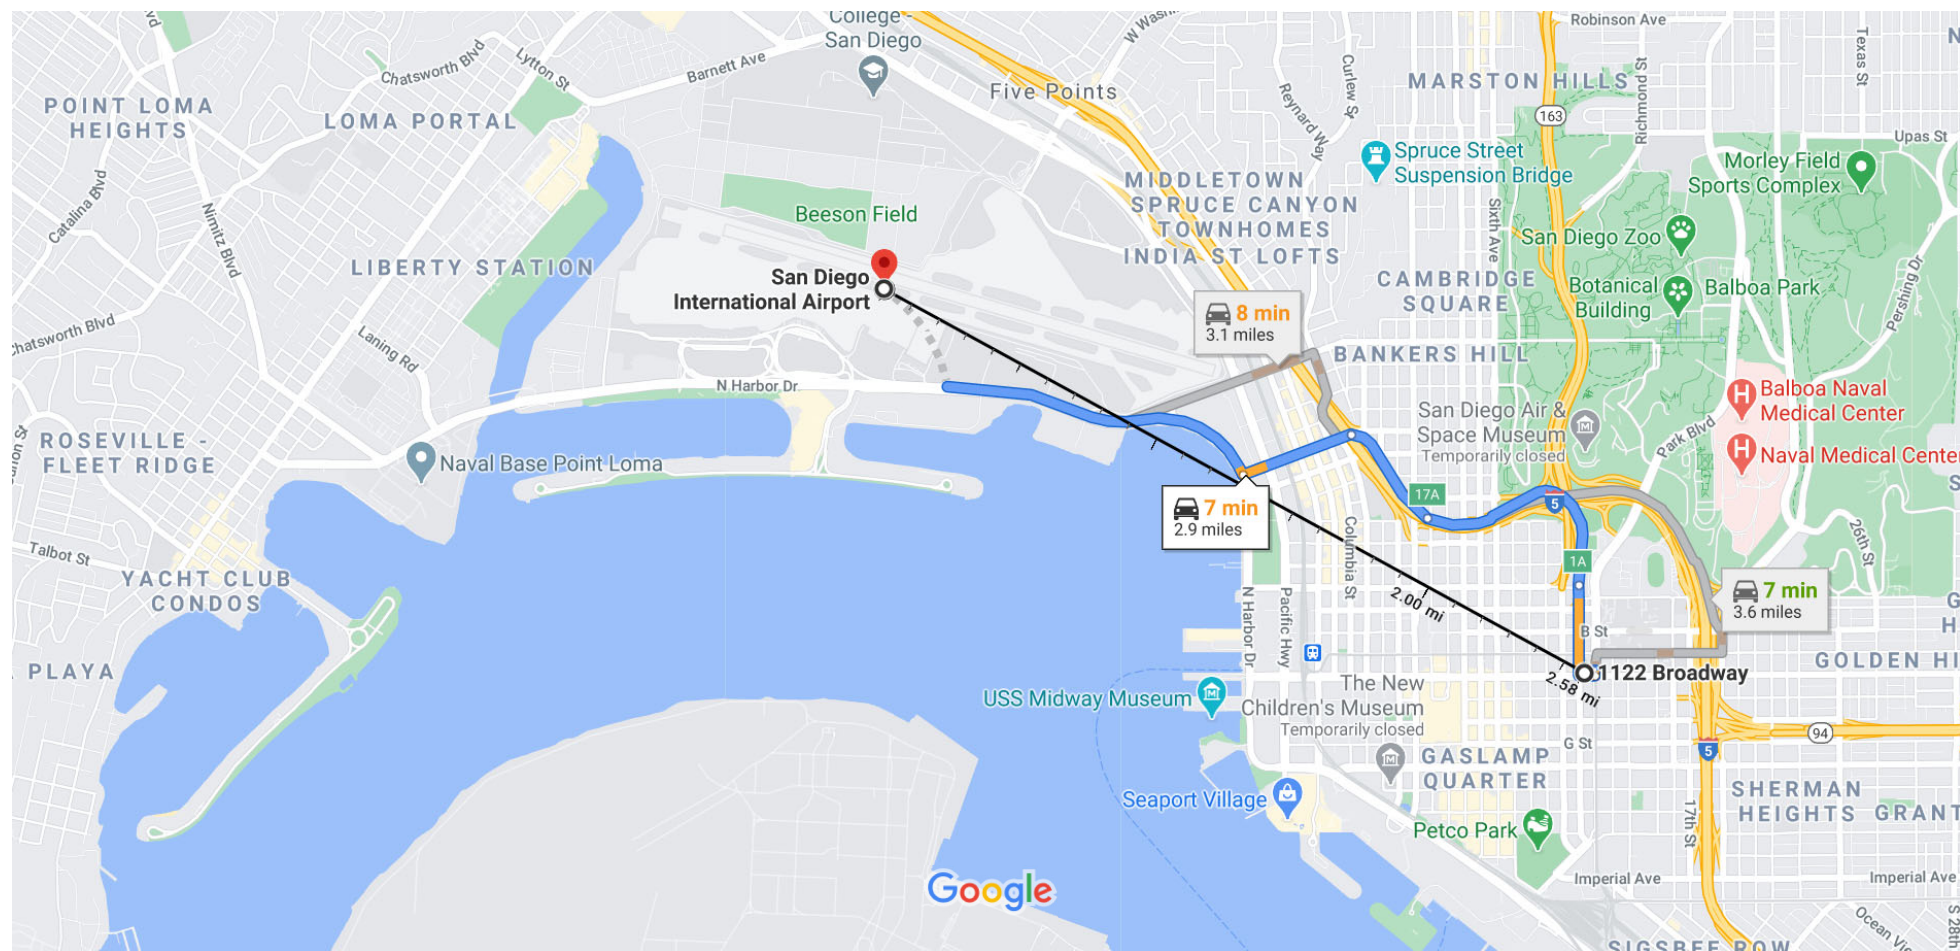 College -
San Diego
W Washi
Robinson Ave
Texas St
Lytton St
Chatsworth Blvd
Barnett Ave
Curlew St
Richmond St
MARSTON HILLS
POINT LOMA
HEIGHTS
LOMA PORTAL
Five Points
Reynard Way
163
Upas St
Spruce Street
Suspension Bridge
Morley Field
Sports Complex
Catalina Blvd
Nimitz Blvd
MIDDLETOWN
SPRUCE CANYON
TOWNHOMES
INDIA ST LOFTS
Sixth Ave
Beeson Field
San Diego Zoo
LIBERTY STATION
San Diego
International Airport
CAMBRIDGE
SQUARE
Botanical
Building
Balboa Park
Pershing Dr
Chatsworth Blvd
Laning Rd
8 min
3.1 miles
BANKERS HILL
N Harbor Dr
H
Balboa Naval
Medical Center
San Diego Air &
Space Museum
Temporarily closed
Park Blvd
ROSEVILLE -
FLEET RIDGE
Naval Base Point Loma
H
Naval Medical Center
17A
5
7 min
2.9 miles
Columbia St
26th St
Talbot St
1A
YACHT CLUB
CONDOS
N Harbor Dr
Pacific Hwy
2.00 mi
7 min
3.6 miles
B St
PLAYA
GOLDEN HI
1122 Broadway
2.58 mi
USS Midway Museum
The New
Children's Museum
Temporarily closed
G St
94
5
GASLAMP
QUARTER
SHERMAN
HEIGHTS
GRANT
Seaport Village
17th St
Petco Park
Imperial Ave
Imperial Ave
Google
Ocean Vi
S 28th
SIGSBEE ROW